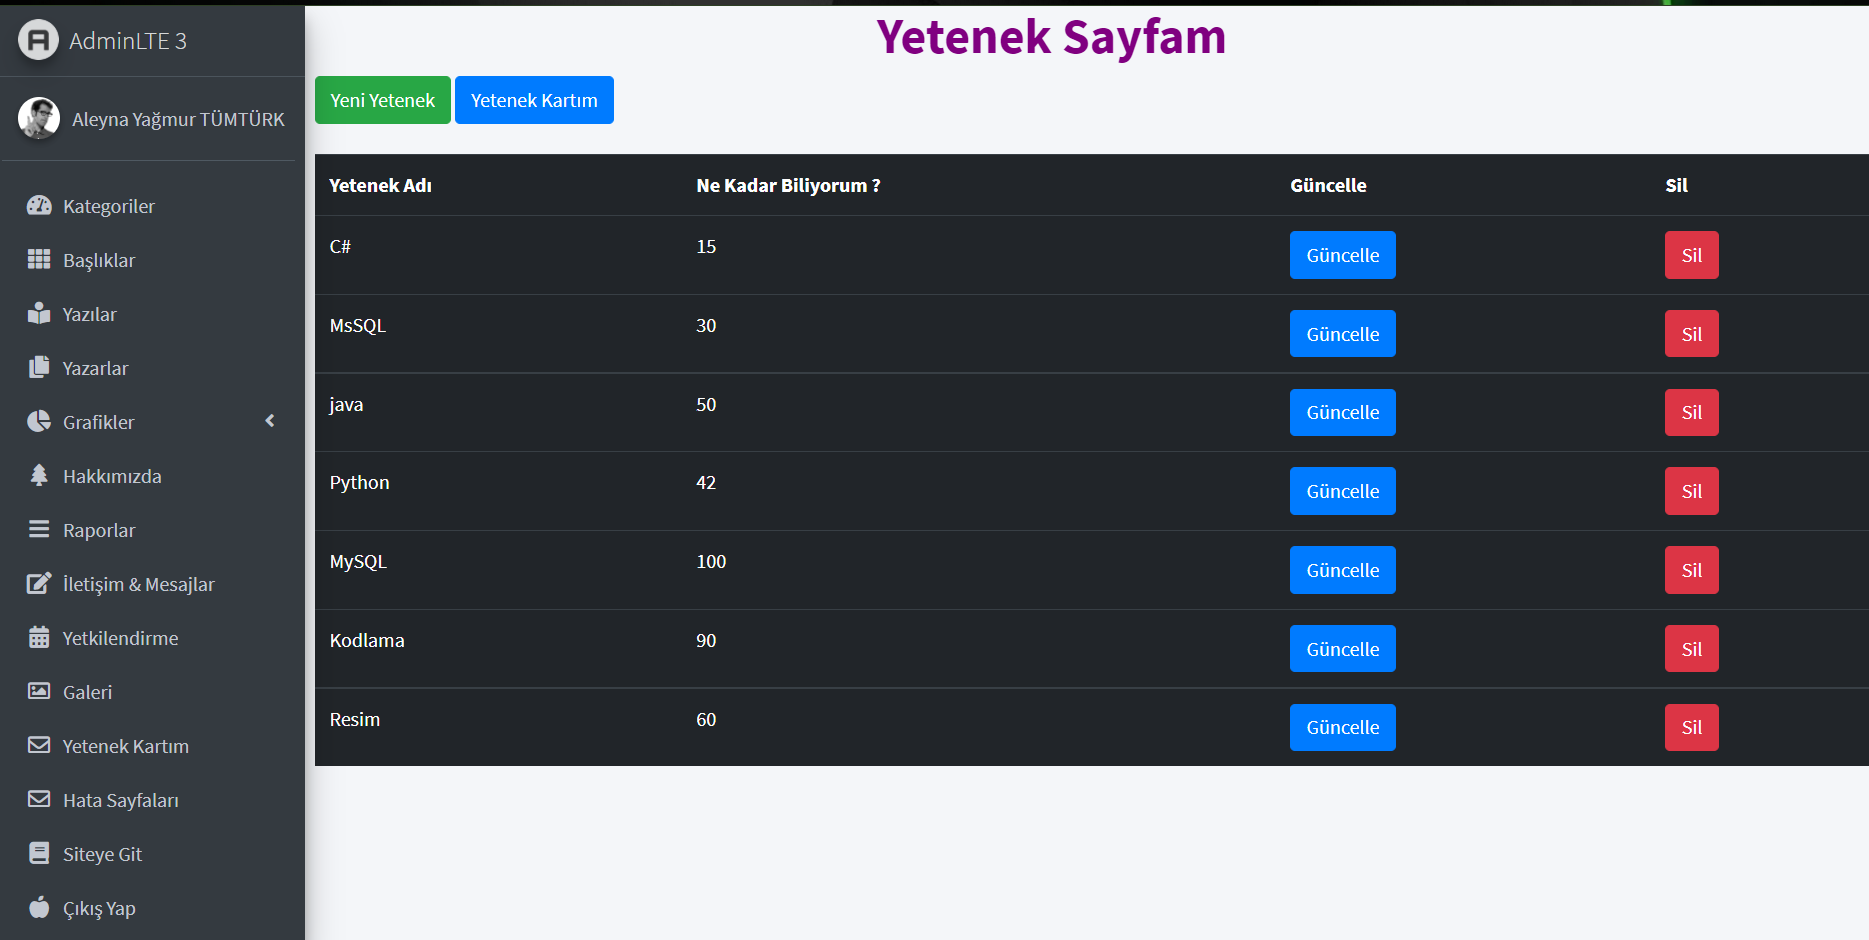 AdminLTE 3
Aleyna Yağmur TÜMTÜRK
Kategoriler
Başlıklar
Yazılar
Yazarlar
Grafikler
Hakkımızda
Raporlar
İletişim & Mesajlar
Yetkilendirme
Galeri
Yetenek Kartım
Hata Sayfaları
Siteye Git
Çıkış Yap
Yetenek Sayfam
Yeni Yetenek Yetenek Kartım
Yetenek Adı Ne Kadar Biliyorum ? Güncelle Sil
C# 15 Güncelle Sil
MsSQL 30 Güncelle Sil
java 50 Güncelle Sil
Python 42 Güncelle Sil
MySQL 100 Güncelle Sil
Kodlama 90 Güncelle Sil
Resim 60 Güncelle Sil